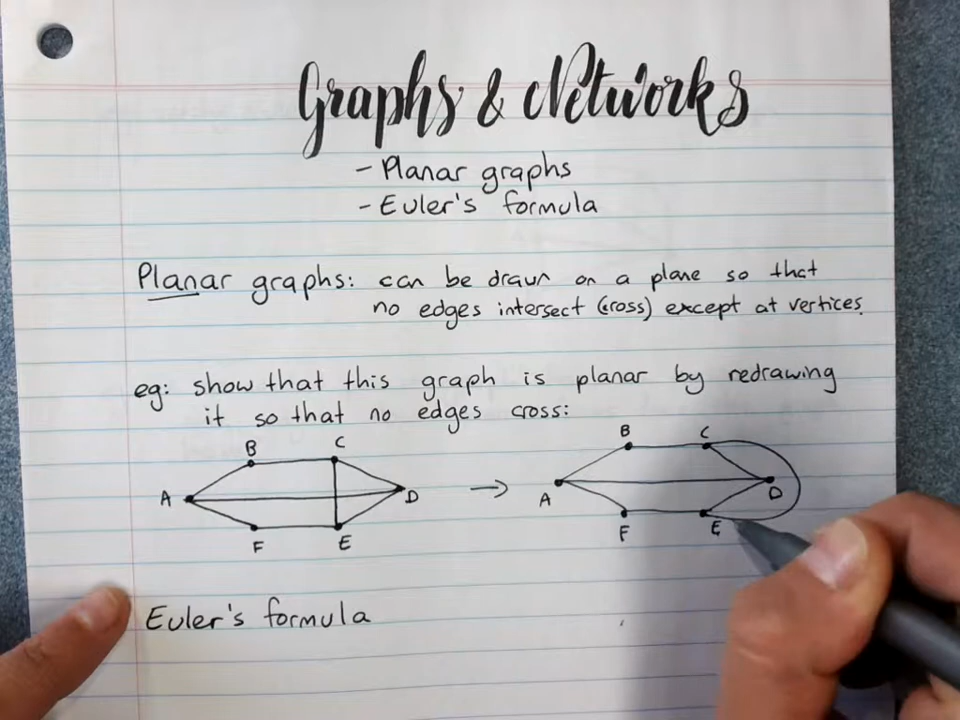 Graphs & Networks
- Planar graphs
- Euler's formula
Planar graphs: can be drawn on a plane so that
no edges intersect (cross) except at vertices.
eg: show that this graph is planar by redrawing
it so that no edges cross:
B C B C
A D → A D
F E F E
Euler's formula